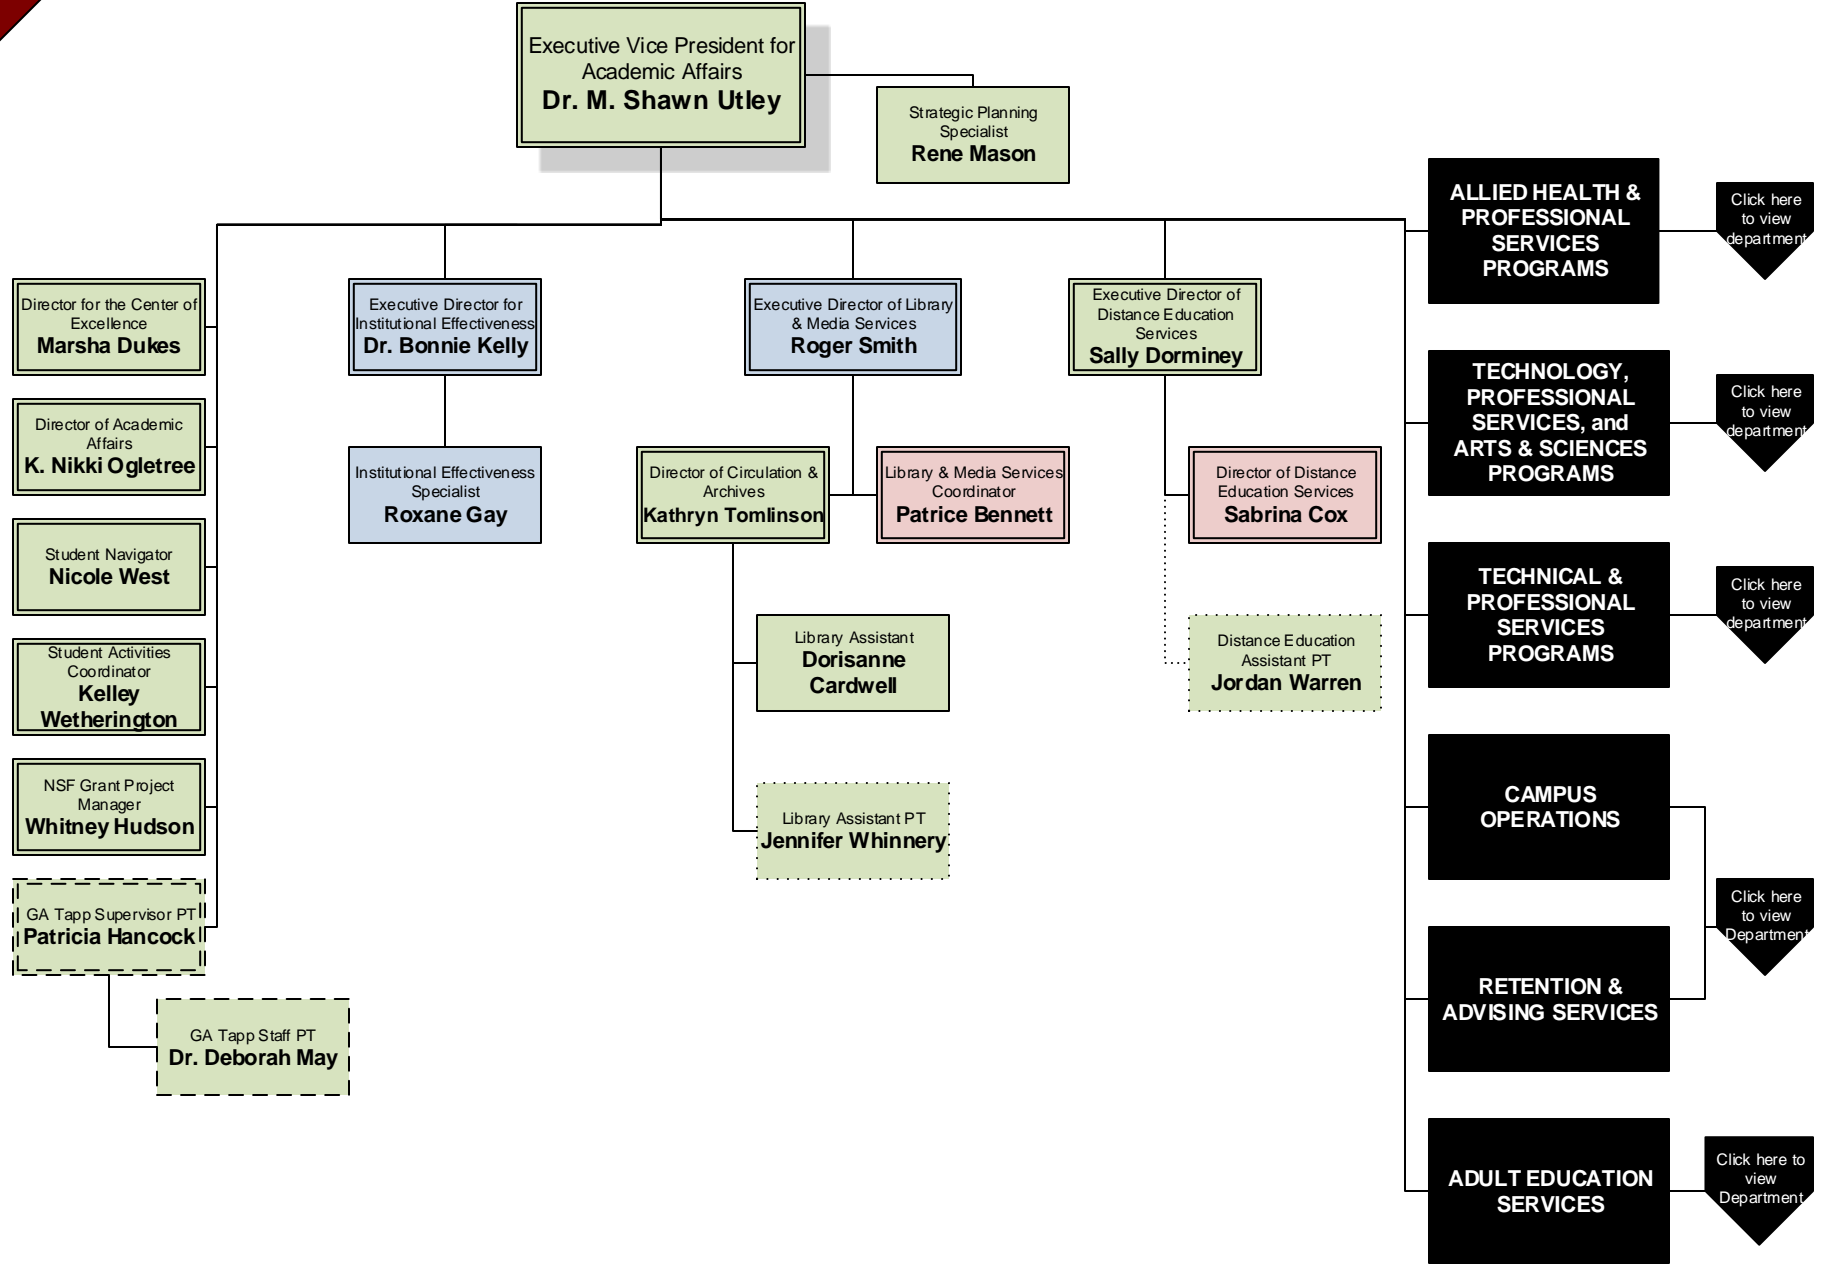 Executive Vice President for
Academic Affairs
Dr. M. Shawn Utley
Strategic Planning
Specialist
Rene Mason
Director for the Center of
Excellence
Marsha Dukes
Director of Academic
Affairs
K. Nikki Ogletree
Student Navigator
Nicole West
Student Activities
Coordinator
Kelley
Wetherington
NSF Grant Project
Manager
Whitney Hudson
GA Tapp Supervisor PT
Patricia Hancock
GA Tapp Staff PT
Dr. Deborah May
Executive Director for
Institutional Effectiveness
Dr. Bonnie Kelly
Institutional Effectiveness
Specialist
Roxane Gay
Executive Director of Library
& Media Services
Roger Smith
Director of Circulation &
Archives
Kathryn Tomlinson
Library & Media Services
Coordinator
Patrice Bennett
Library Assistant
Dorisanne
Cardwell
Library Assistant PT
Jennifer Whinnery
Executive Director of
Distance Education
Services
Sally Dorminey
Director of Distance
Education Services
Sabrina Cox
Distance Education
Assistant PT
Jordan Warren
ALLIED HEALTH &
PROFESSIONAL
SERVICES
PROGRAMS
Click here
to view
department
TECHNOLOGY,
PROFESSIONAL
SERVICES, and
ARTS & SCIENCES
PROGRAMS
Click here
to view
department
TECHNICAL &
PROFESSIONAL
SERVICES
PROGRAMS
Click here
to view
department
CAMPUS
OPERATIONS
RETENTION &
ADVISING SERVICES
Click here
to view
Department
ADULT EDUCATION
SERVICES
Click here to
view
Department